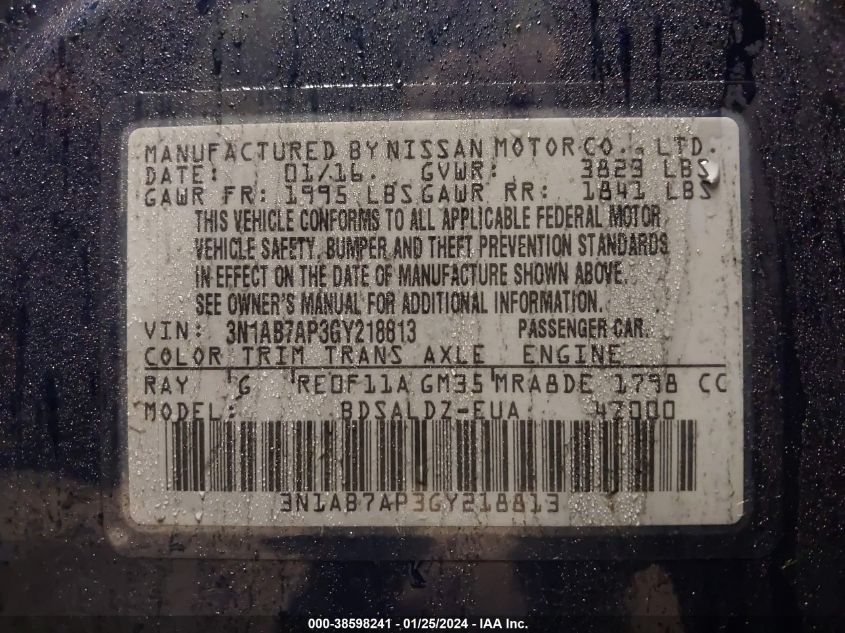 MANUFACTURED BY NISSAN MOTOR CO., LTD.
DATE: 01/16. GVWR: 3829 LBS
GAWR FR: 1995 LBS GAWR RR: 1841 LBS
THIS VEHICLE CONFORMS TO ALL APPLICABLE FEDERAL MOTOR
VEHICLE SAFETY, BUMPER AND THEFT PREVENTION STANDARDS
IN EFFECT ON THE DATE OF MANUFACTURE SHOWN ABOVE.
SEE OWNER'S MANUAL FOR ADDITIONAL INFORMATION.
VIN: 3N1AB7AP3GY218813 PASSENGER CAR.
COLOR TRIM TRANS AXLE ENGINE
RAY 'G 'RE0F11A GM35 'MRA8DE 1798 CC
MODEL: BDSALDZ-EUA 47000
3N1AB7AP3GY218813
K
000-38598241 - 01/25/2024 - IAA Inc.